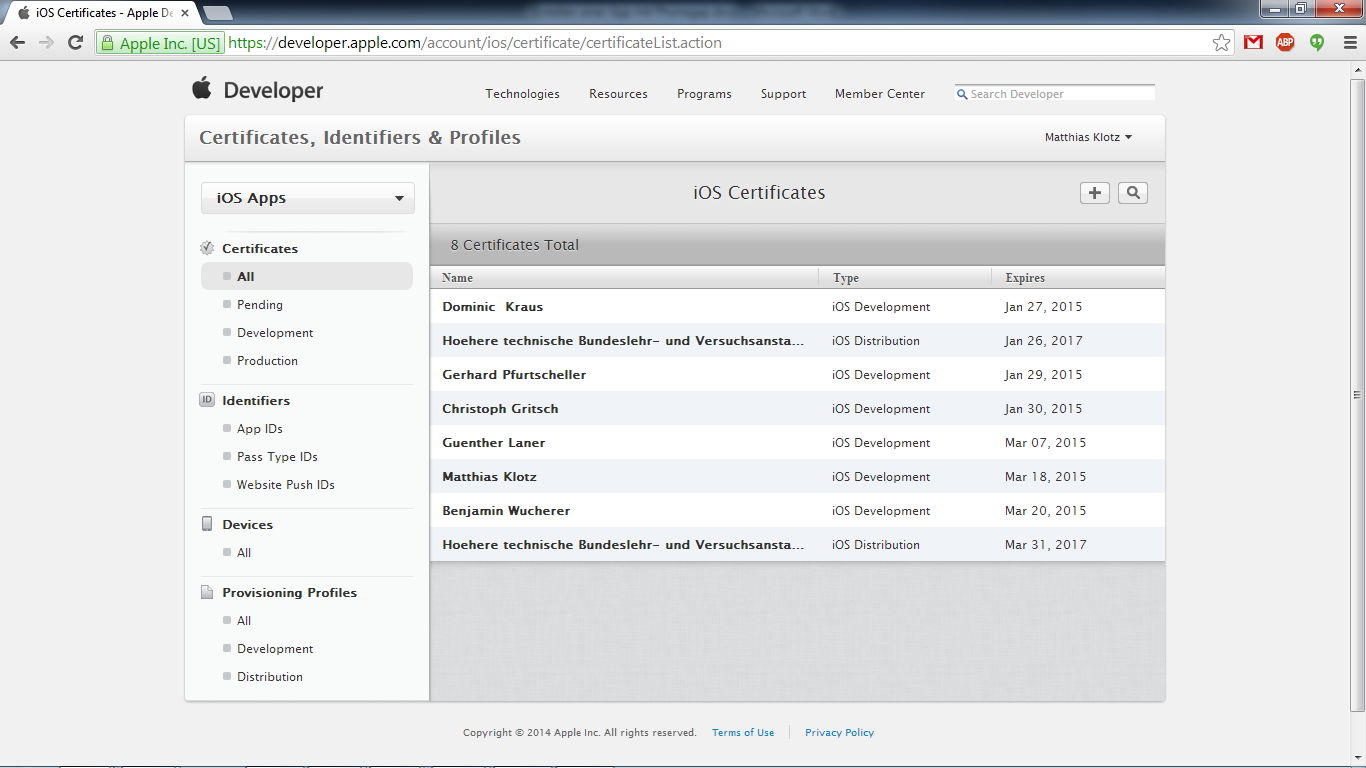 iOS Certificates - Apple De
Apple Inc. [US] https://developer.apple.com/account/ios/certificate/certificateList.action
ABP
Developer
Technologies Resources Programs Support Member Center Search Developer
Certificates, Identifiers & Profiles
Matthias Klotz
iOS Apps
iOS Certificates
Certificates
All
Pending
Development
Production
ID Identifiers
App IDs
Pass Type IDs
Website Push IDs
Devices
All
Provisioning Profiles
All
Development
Distribution
8 Certificates Total
Name Type Expires
Dominic Kraus iOS Development Jan 27, 2015
Hoehere technische Bundeslehr- und Versuchsansta... iOS Distribution Jan 26, 2017
Gerhard Pfurtscheller iOS Development Jan 29, 2015
Christoph Gritsch iOS Development Jan 30, 2015
Guenther Laner iOS Development Mar 07, 2015
Matthias Klotz iOS Development Mar 18, 2015
Benjamin Wucherer iOS Development Mar 20, 2015
Hoehere technische Bundeslehr- und Versuchsansta... iOS Distribution Mar 31, 2017
Copyright © 2014 Apple Inc. All rights reserved. Terms of Use Privacy Policy